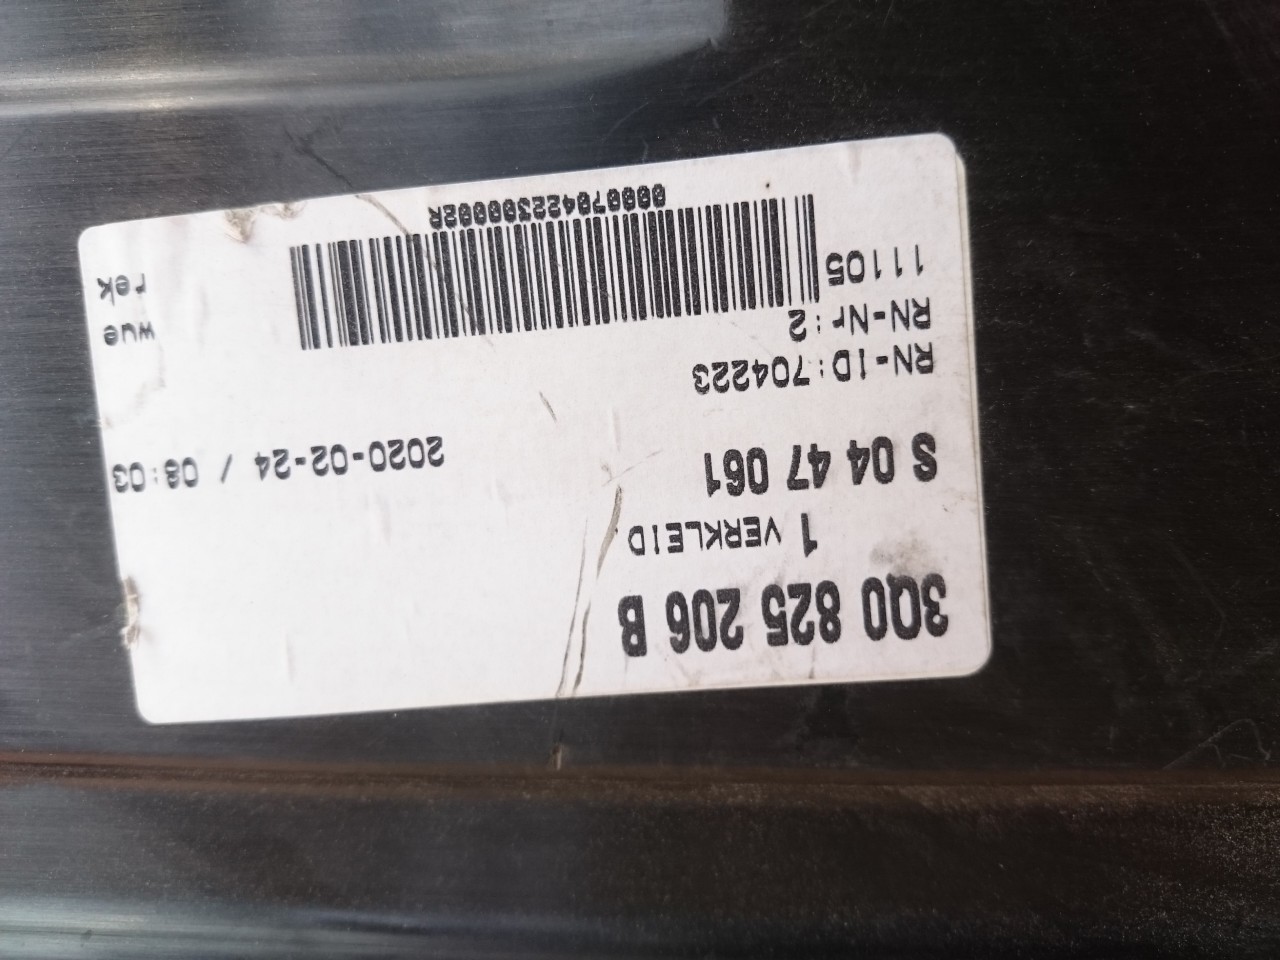 3Q0 825 206 B
1 VERKLEID
S 04 47 061
2020-02-24 / 08:03
RN-ID:704223
RN-Nr:2
11105
wue
rek
000070422300002R